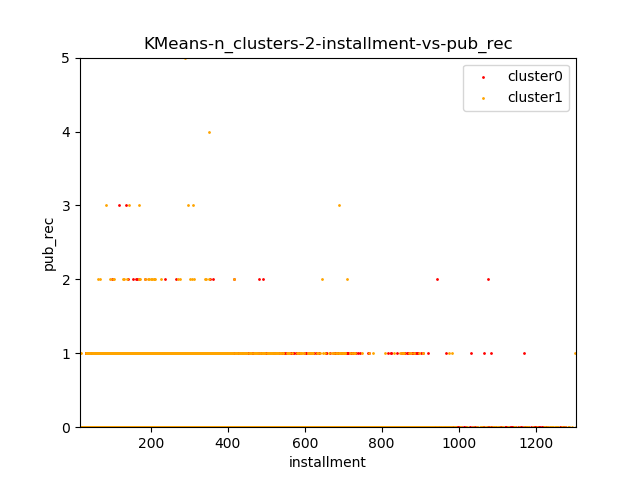 KMeans-n_clusters-2-installment-vs-pub_rec
cluster0
cluster1
pub_rec
5
4
3
2
1
0
200 400 600 800 1000 1200
installment